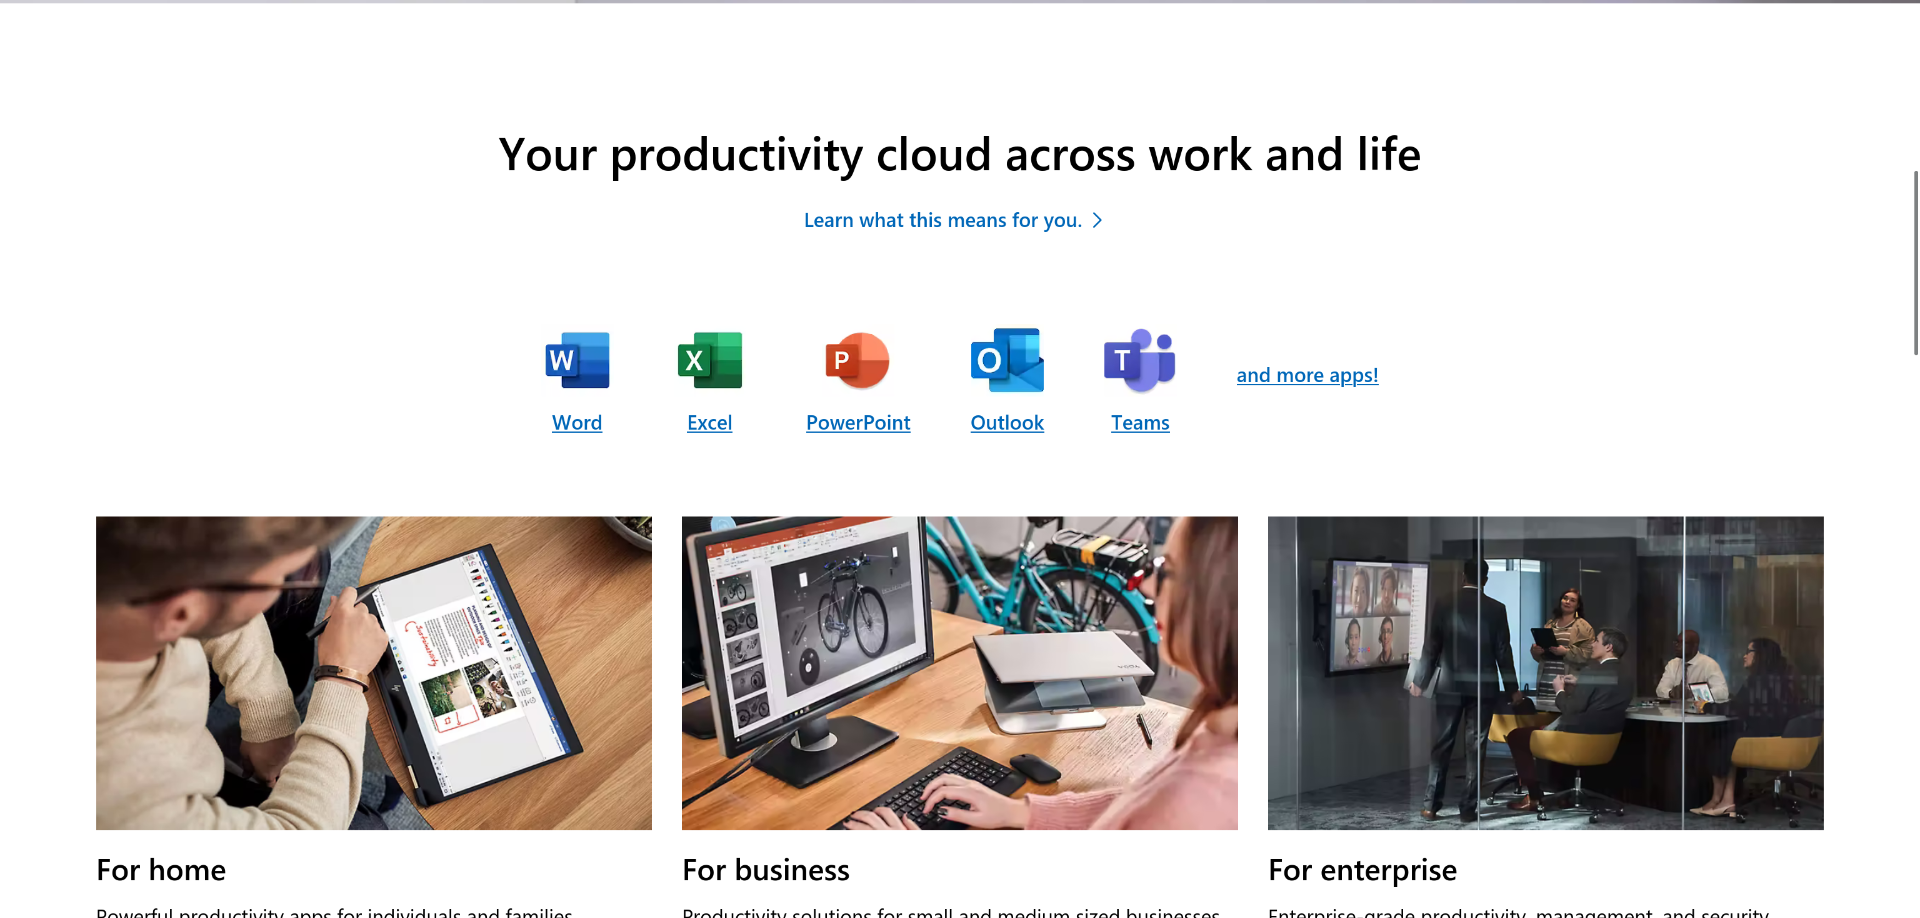 Your productivity cloud across work and life
Learn what this means for you.
W X P O T
and more apps!
Word Excel PowerPoint Outlook Teams
For home For business For enterprise
Powerful productivity apps for individuals and families. Productivity solutions for small and medium sized businesses. Enterprise-grade productivity, management, and security